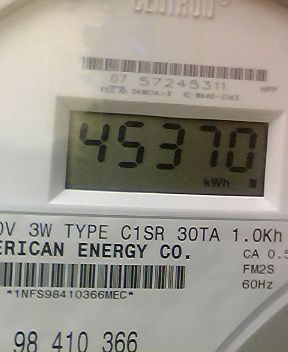 CENTRON®
07 57245311
45370
kWh
0V 3W TYPE C1SR 30TA 1.0Kh
ERICAN ENERGY CO.
CA 0.5
FM2S
60Hz
*1NFS98410366MEC*
98 410 366